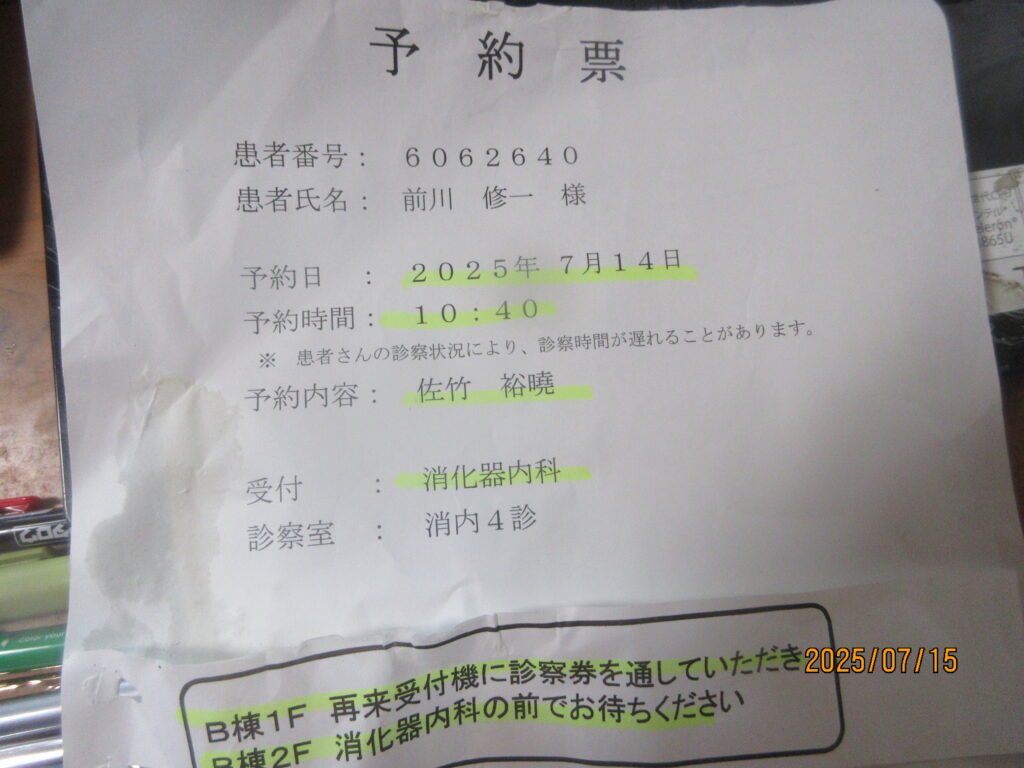 予約票
患者番号： ６０６２６４０
患者氏名： 前川　修一　様
予約日　： ２０２５年 ７月１４日
予約時間： １０：４０
※　患者さんの診察状況により、診察時間が遅れることがあります。
予約内容： 佐竹　裕曉
受付　　： 消化器内科
診察室　： 消内４診
B棟1F　再来受付機に診察券を通していただき
B棟2F　消化器内科の前でお待ちください
2025/07/15
color your